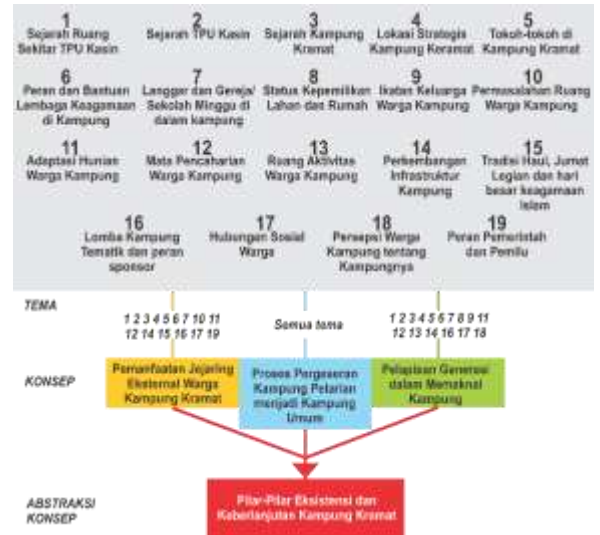 1
Sejarah Ruang
Sekitar TPU Kasin
2
Sejarah TPU Kasin
3
Sejarah Kampung
Kramat
4
Lokasi Strategis
Kampung Keramat
5
Tokoh-tokoh di
Kampung Kramat
6
Peran dan Bantuan
Lembaga Keagamaan
di Kampung
7
Langgar dan Gereja/
Sekolah Minggu di
dalam kampung
8
Status Kepemilikan
Lahan dan Rumah
9
Ikatan Keluarga
Warga Kampung
10
Permasalahan Ruang
Warga Kampung
11
Adaptasi Hunian
Warga Kampung
12
Mata Pencaharian
Warga Kampung
13
Ruang Aktivitas
Warga Kampung
14
Perkembangan
Infrastruktur
Kampung
15
Tradisi Haul, Jumat
Legian dan hari
besar keagamaan
Islam
16
Lomba Kampung
Tematik dan peran
sponsor
17
Hubungan Sosial
Warga
18
Persepsi Warga
Kampung tentang
Kampungnya
19
Peran Pemerintah
dan Pemilu
TEMA
1 2 3 4 5 6 7 10 11
12 14 15 16 17 19
Semua tema
1 2 3 4 5 6 7 8 9 11
12 13 14 16 17 18
KONSEP
Pemanfaatan Jejaring
Eksternal Warga
Kampung Kramat
Proses Pergeseran
Kampung Pelarian
menjadi Kampung
Umum
Pelapisan Generasi
dalam Memaknai
Kampung
ABSTRAKSI
KONSEP
Pilar-Pilar Eksistensi dan
Keberlanjutan Kampung Kramat